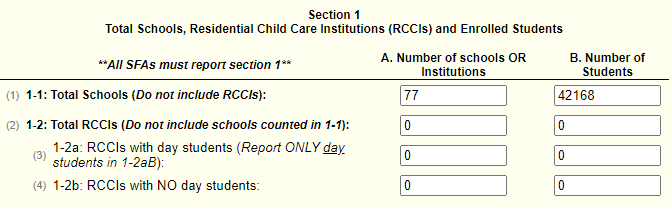 Section 1
Total Schools, Residential Child Care Institutions (RCCIs) and Enrolled Students
**All SFAs must report section 1** A. Number of schools OR Institutions B. Number of Students
(1) 1-1: Total Schools (Do not include RCCIs): 77 42168
(2) 1-2: Total RCCIs (Do not include schools counted in 1-1): 0 0
(3) 1-2a: RCCIs with day students (Report ONLY day students in 1-2aB): 0 0
(4) 1-2b: RCCIs with NO day students: 0 0